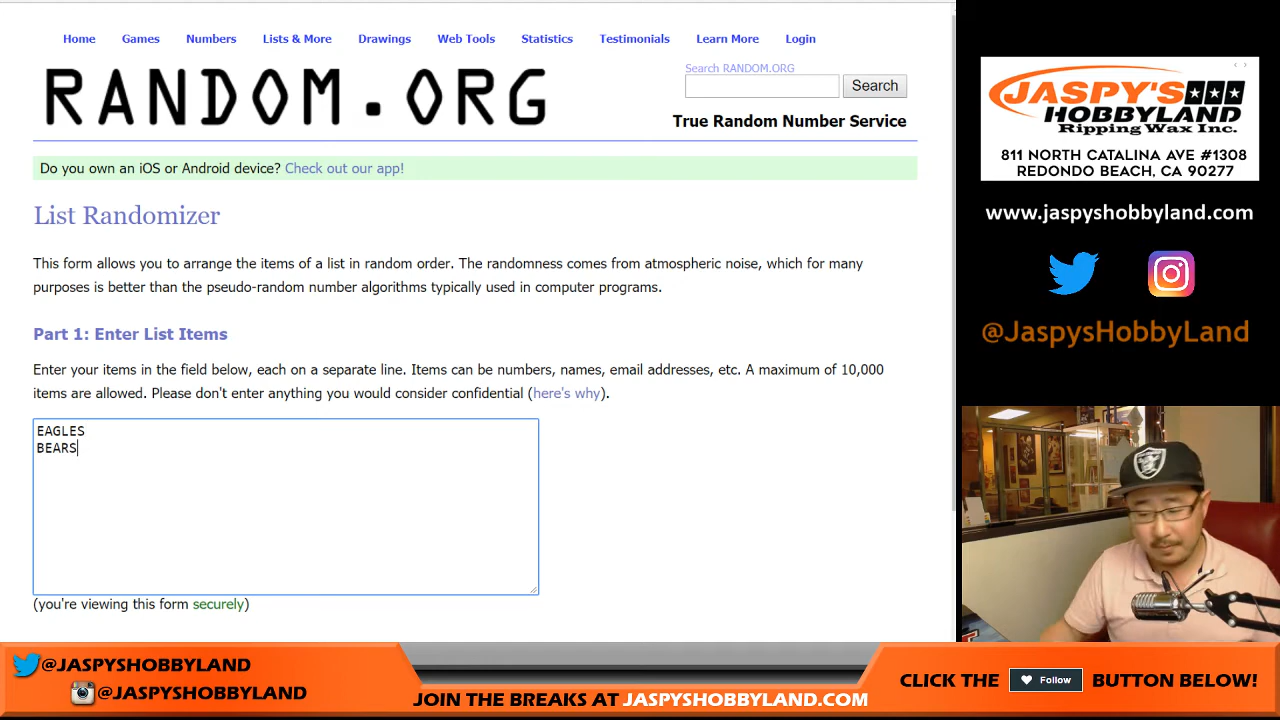 Home Games Numbers Lists & More Drawings Web Tools Statistics Testimonials Learn More Login
RANDOM.ORG
Search RANDOM.ORG
Search
True Random Number Service
Do you own an iOS or Android device? Check out our app!
List Randomizer
This form allows you to arrange the items of a list in random order. The randomness comes from atmospheric noise, which for many
purposes is better than the pseudo-random number algorithms typically used in computer programs.
Part 1: Enter List Items
Enter your items in the field below, each on a separate line. Items can be numbers, names, email addresses, etc. A maximum of 10,000
items are allowed. Please don't enter anything you would consider confidential (here's why).
EAGLES
BEARS
(you're viewing this form securely)
JASPY'S
HOBBYLAND
Ripping Wax Inc.
811 NORTH CATALINA AVE #1308
REDONDO BEACH, CA 90277
www.jaspyshobbyland.com
@JaspysHobbyLand
@JASPYSHOBBYLAND
@JASPYSHOBBYLAND
JOIN THE BREAKS AT JASPYSHOBBYLAND.COM
CLICK THE Follow BUTTON BELOW!